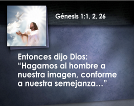 Génesis 1:1, 2, 26
Entonces dijo Dios:
"Hagamos al hombre a
nuestra imagen, conforme
a nuestra semejanza…"